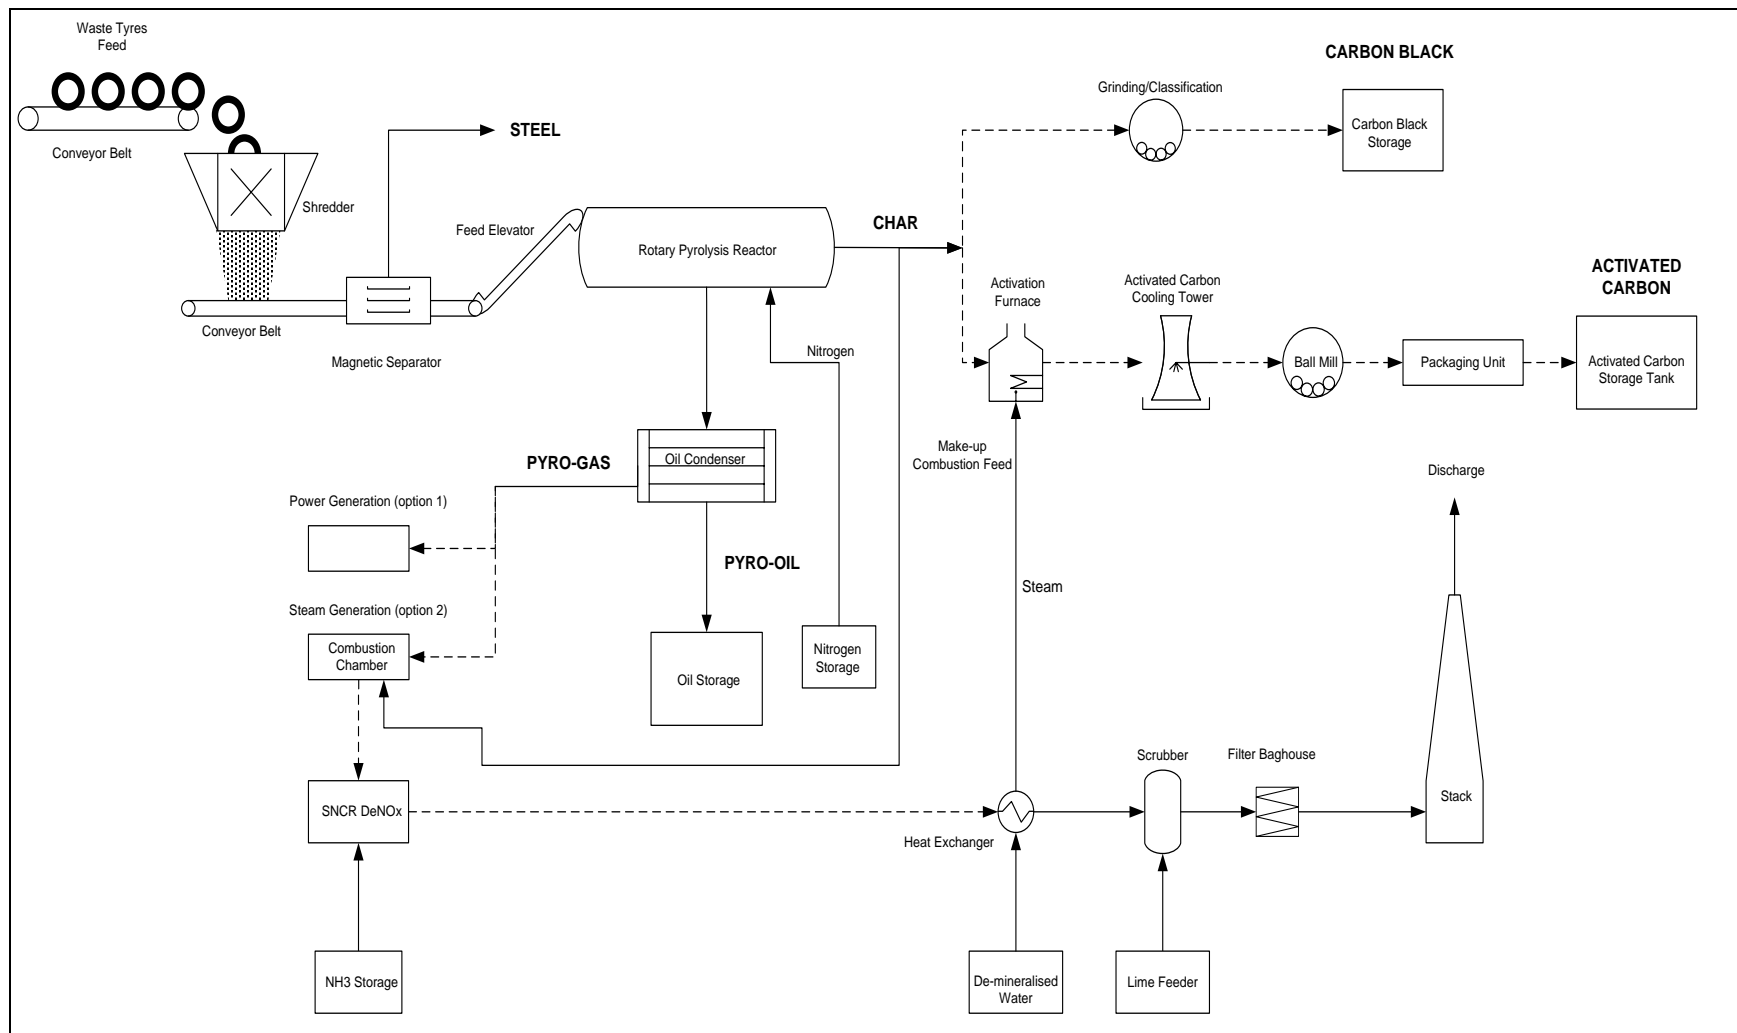 Waste Tyres
Feed
Conveyor Belt
Shredder
STEEL
Conveyor Belt
Magnetic Separator
Feed Elevator
Rotary Pyrolysis Reactor
CHAR
Nitrogen
Grinding/Classification
CARBON BLACK
Carbon Black
Storage
Activation
Furnace
Activated Carbon
Cooling Tower
Ball Mill
Packaging Unit
ACTIVATED
CARBON
Activated Carbon
Storage Tank
Make-up
Combustion Feed
Oil Condenser
PYRO-GAS
Power Generation (option 1)
PYRO-OIL
Steam Generation (option 2)
Combustion
Chamber
Oil Storage
Nitrogen
Storage
Steam
Discharge
SNCR DeNOx
Heat Exchanger
Scrubber
Filter Baghouse
Stack
NH3 Storage
De-mineralised
Water
Lime Feeder